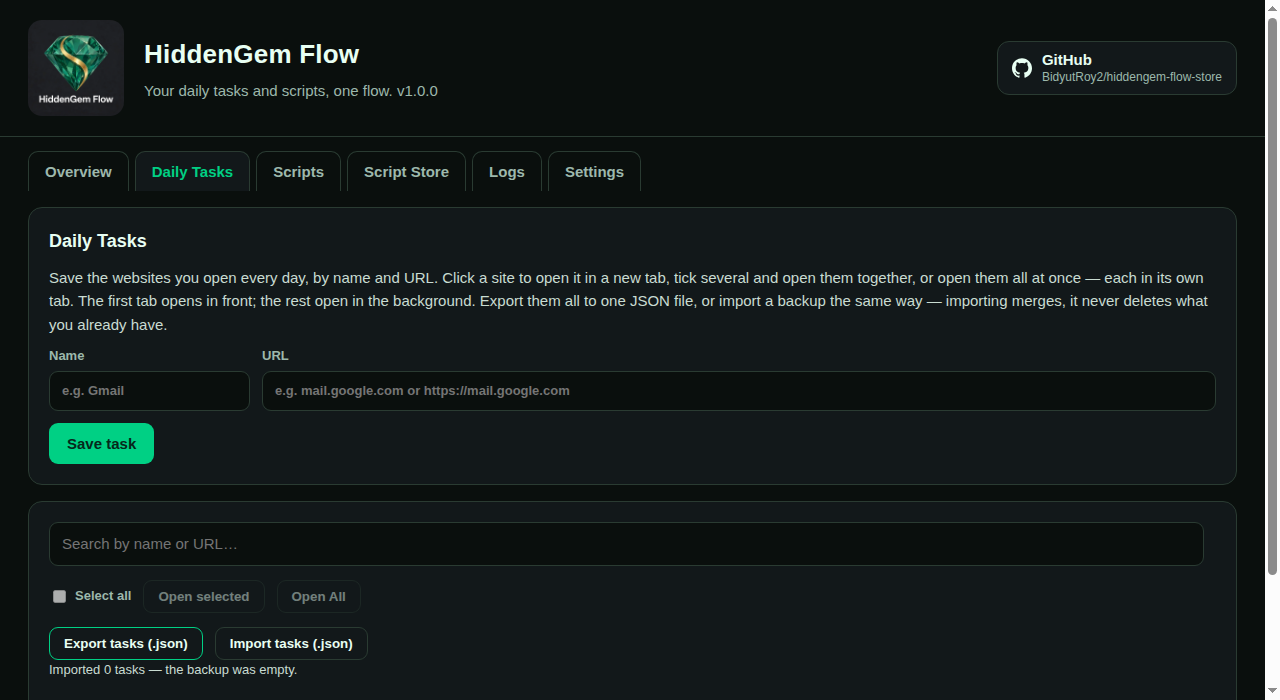 HiddenGem Flow
HiddenGem Flow
Your daily tasks and scripts, one flow. v1.0.0
GitHub
BidyutRoy2/hiddengem-flow-store
Overview
Daily Tasks
Scripts
Script Store
Logs
Settings
Daily Tasks
Save the websites you open every day, by name and URL. Click a site to open it in a new tab, tick several and open them together, or open them all at once — each in its own
tab. The first tab opens in front; the rest open in the background. Export them all to one JSON file, or import a backup the same way — importing merges, it never deletes what
you already have.
Name
URL
e.g. Gmail
e.g. mail.google.com or https://mail.google.com
Save task
Search by name or URL…
Select all
Open selected
Open All
Export tasks (.json)
Import tasks (.json)
Imported 0 tasks — the backup was empty.